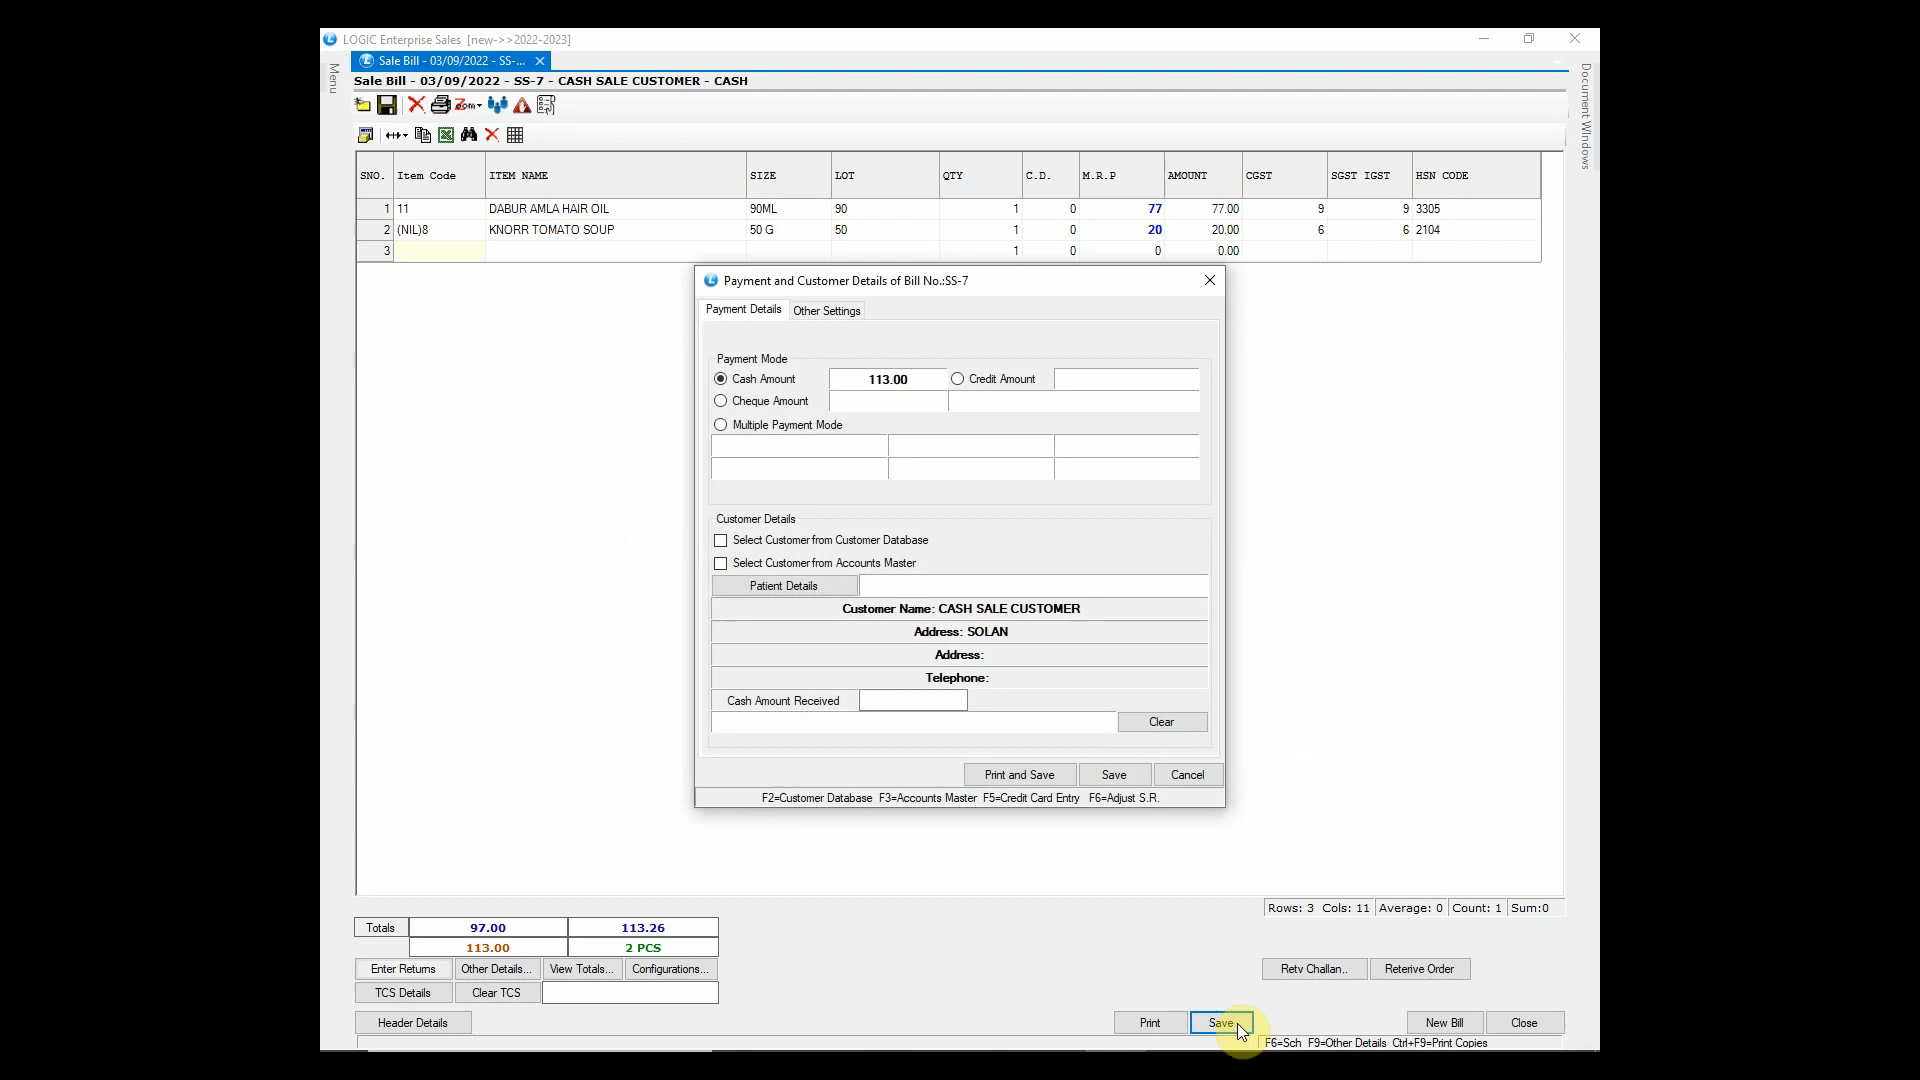 LOGIC Enterprise Sales [new->>2022-2023]
Menu
Sale Bill - 03/09/2022 - SS-...
Document Windows
Sale Bill - 03/09/2022 - SS-7 - CASH SALE CUSTOMER - CASH
Zom
SNO. Item Code ITEM NAME SIZE LOT QTY C.D. M.R.P AMOUNT CGST SGST IGST HSN CODE
1 11 DABUR AMLA HAIR OIL 90ML 90 1 0 77 77.00 9 9 3305
2 (NIL)8 KNORR TOMATO SOUP 50 G 50 1 0 20 20.00 6 6 2104
3 1 0 0 0.00
Payment and Customer Details of Bill No.:SS-7
Payment Details Other Settings
Payment Mode
Cash Amount 113.00 Credit Amount
Cheque Amount
Multiple Payment Mode
Customer Details
Select Customer from Customer Database
Select Customer from Accounts Master
Patient Details
Customer Name: CASH SALE CUSTOMER
Address: SOLAN
Address:
Telephone:
Cash Amount Received
Clear
Print and Save Save Cancel
F2=Customer Database F3=Accounts Master F5=Credit Card Entry F6=Adjust S.R.
Rows: 3 Cols: 11 Average: 0 Count: 1 Sum:0
Totals 97.00 113.26
113.00 2 PCS
Enter Returns Other Details... View Totals... Configurations... Retv Challan.. Reterive Order
TCS Details Clear TCS
Header Details Print Save New Bill Close
F6=Sch F9=Other Details Ctrl+F9=Print Copies